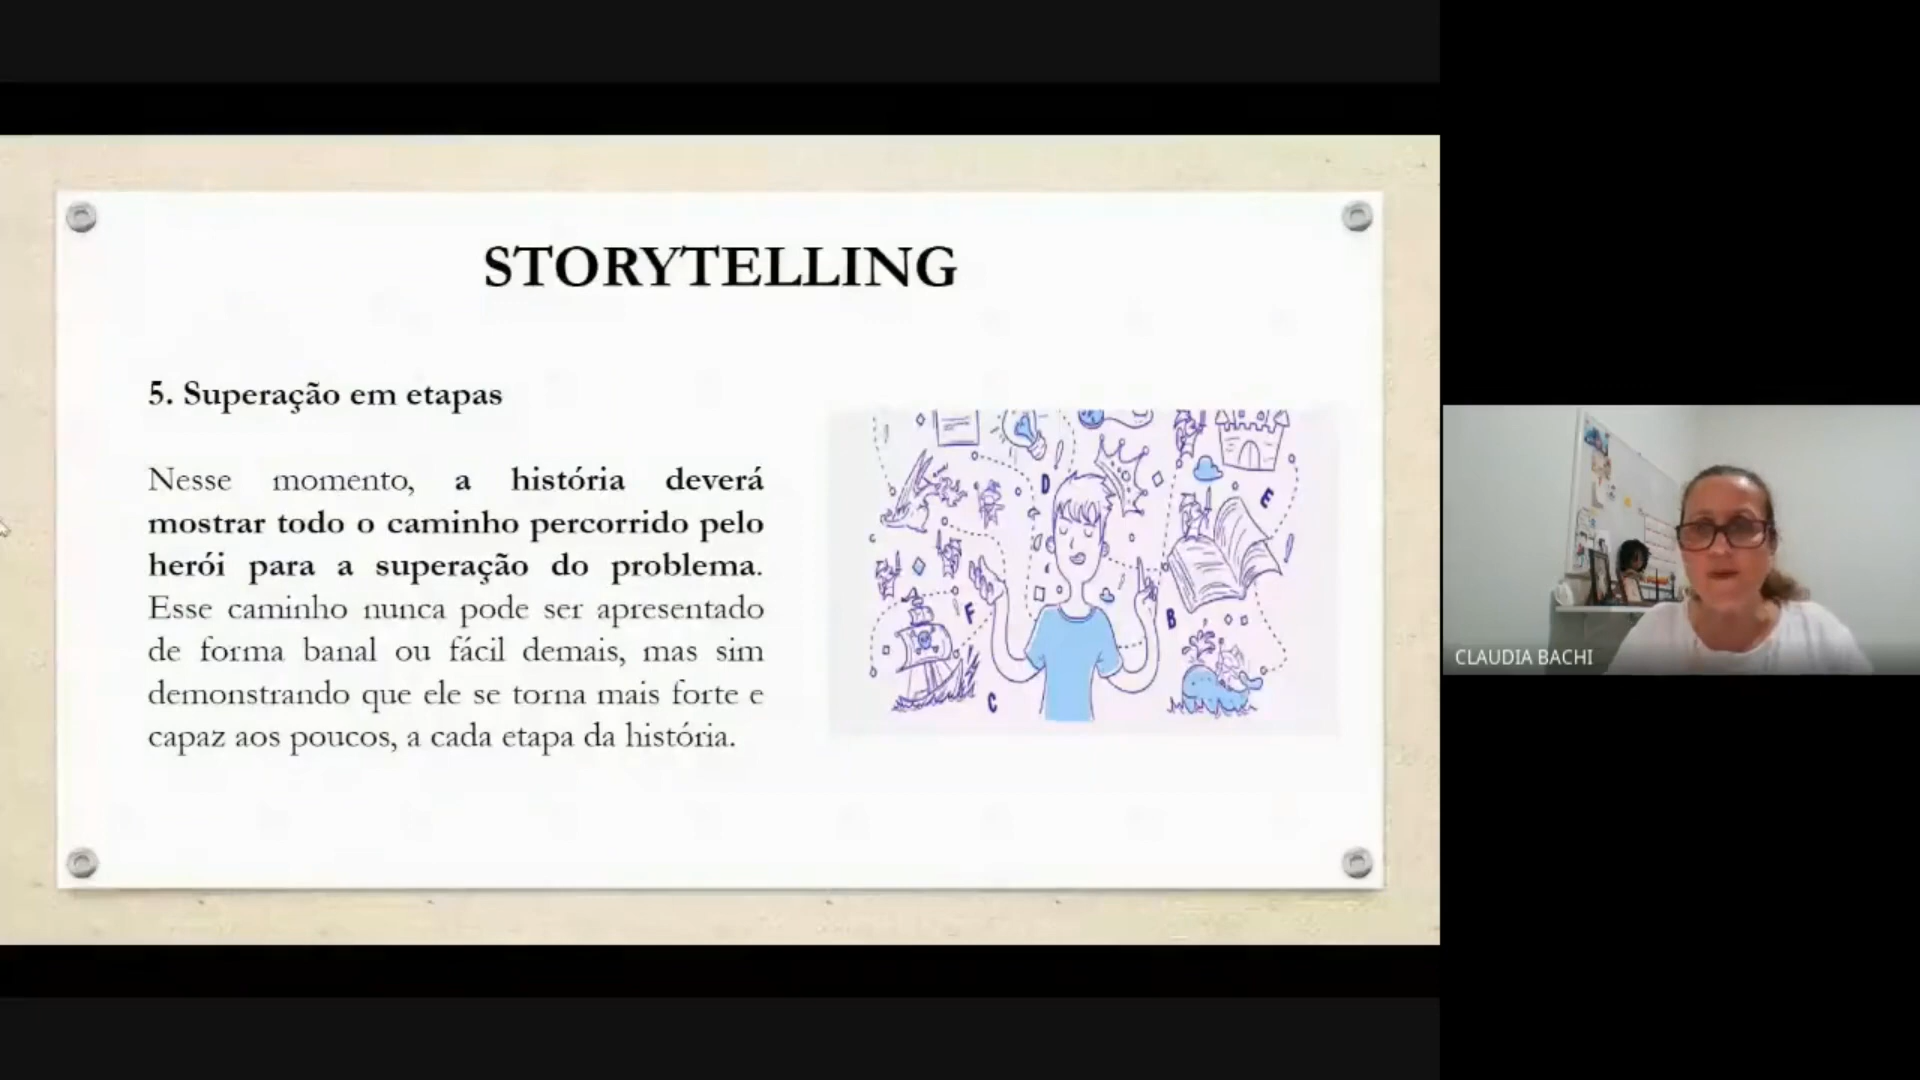 STORYTELLING
5. Superação em etapas
Nesse momento, a história deverá
mostrar todo o caminho percorrido pelo
herói para a superação do problema.
Esse caminho nunca pode ser apresentado
de forma banal ou fácil demais, mas sim
demonstrando que ele se torna mais forte e
capaz aos poucos, a cada etapa da história.
D
E
F
B
C
CLAUDIA BACHI